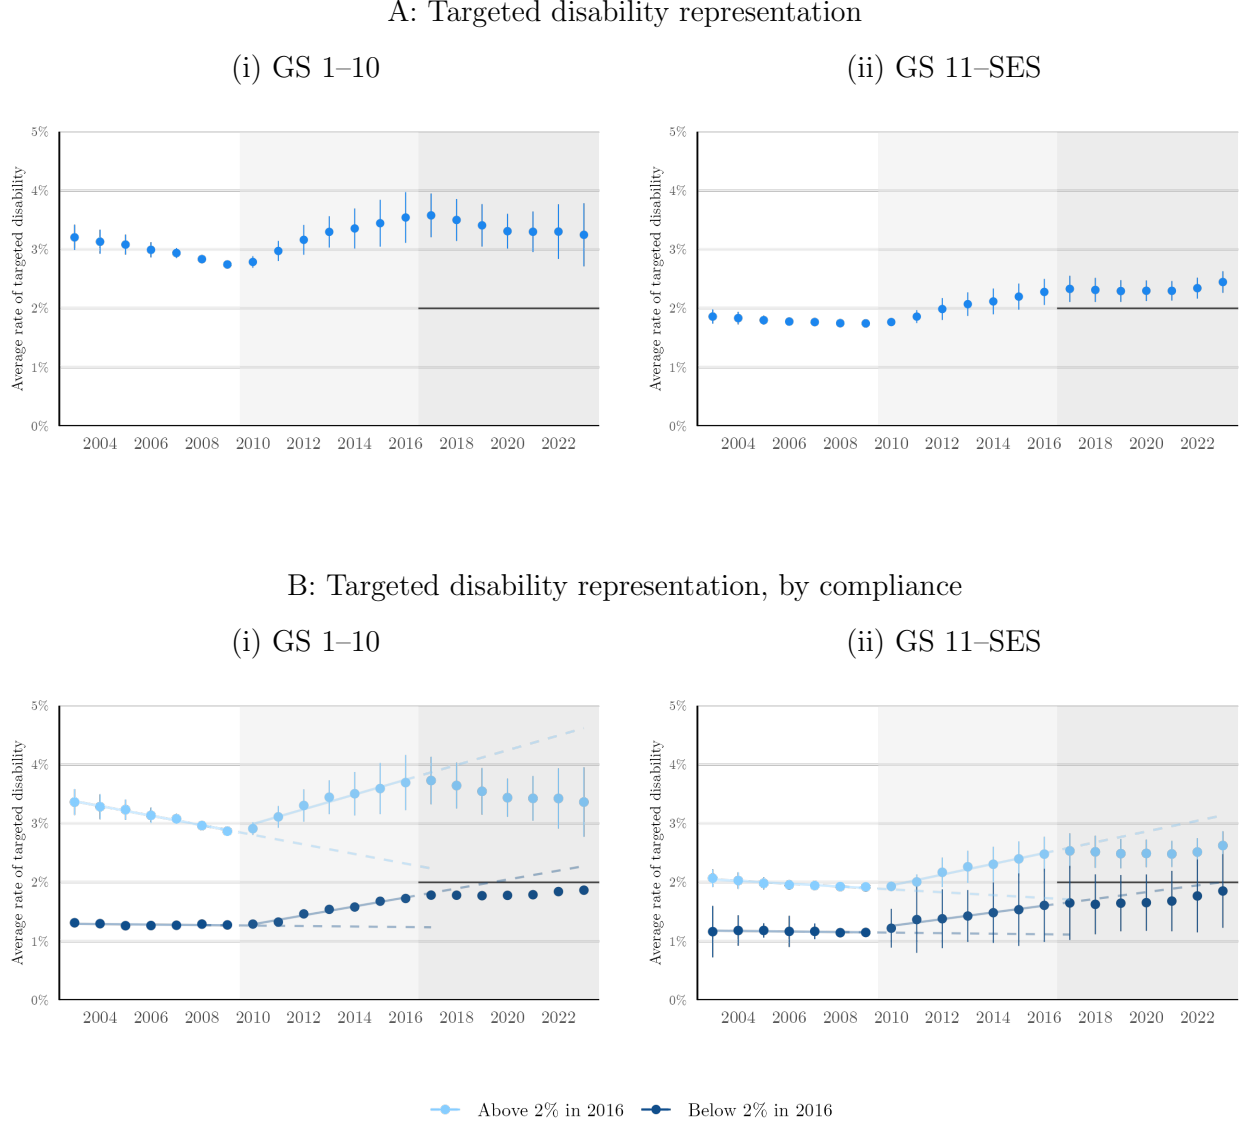 A: Targeted disability representation
(i) GS 1–10
(ii) GS 11–SES
Average rate of targeted disability
5%
4%
3%
2%
1%
0%
2004 2006 2008 2010 2012 2014 2016 2018 2020 2022
Average rate of targeted disability
5%
4%
3%
2%
1%
0%
2004 2006 2008 2010 2012 2014 2016 2018 2020 2022
B: Targeted disability representation, by compliance
(i) GS 1–10
(ii) GS 11–SES
Average rate of targeted disability
5%
4%
3%
2%
1%
0%
2004 2006 2008 2010 2012 2014 2016 2018 2020 2022
Average rate of targeted disability
5%
4%
3%
2%
1%
0%
2004 2006 2008 2010 2012 2014 2016 2018 2020 2022
Above 2% in 2016 Below 2% in 2016